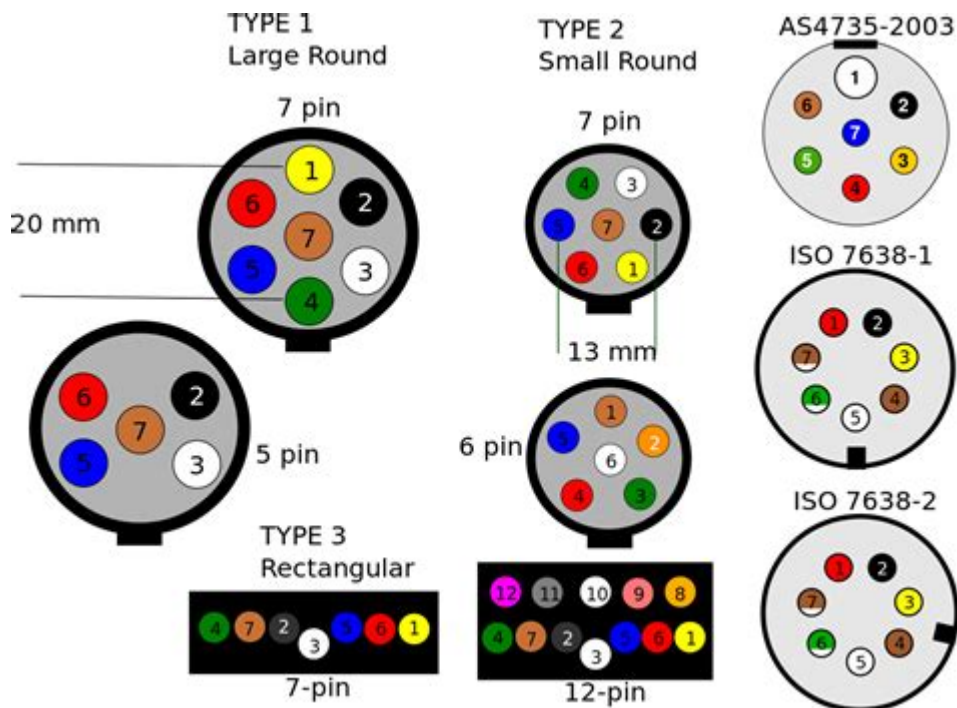 TYPE 1
Large Round
7 pin
1
6
2
7
5
3
4
20 mm
6
2
7
5
3
5 pin
TYPE 2
Small Round
7 pin
4
3
5
7
2
6
1
13 mm
6 pin
1
5
2
6
4
3
TYPE 3
Rectangular
4 7 2 3 5 6 1
7-pin
12 11 10 9 8
4 7 2 3 5 6 1
12-pin
AS4735-2003
1
6
2
7
5
3
4
ISO 7638-1
1
2
7
3
6
4
5
ISO 7638-2
1
2
7
3
6
4
5